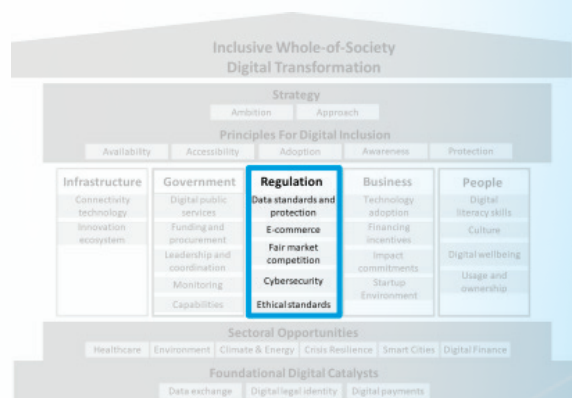 Inclusive Whole-of-Society
Digital Transformation
Strategy
Ambition Approach
Principles For Digital Inclusion
Availability Accessibility Adoption Awareness Protection
Infrastructure
Connectivity
technology
Innovation
ecosystem
Government
Digital public
services
Funding and
procurement
Leadership and
coordination
Monitoring
Capabilities
Regulation
Data standards and
protection
E-commerce
Fair market
competition
Cybersecurity
Ethical standards
Business
Technology
adoption
Financing
incentives
Impact
commitments
Startup
Environment
People
Digital
literacy skills
Culture
Digital wellbeing
Usage and
ownership
Sectoral Opportunities
Healthcare Environment Climate & Energy Crisis Resilience Smart Cities Digital Finance
Foundational Digital Catalysts
Data exchange Digital legal identity Digital payments